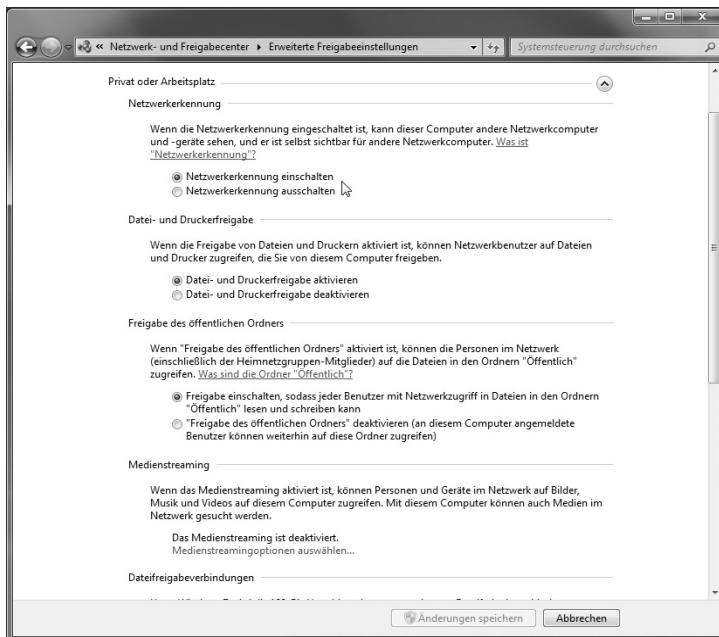 « Netzwerk- und Freigabecenter ▸ Erweiterte Freigabeeinstellungen
Systemsteuerung durchsuchen
Privat oder Arbeitsplatz
Netzwerkerkennung
Wenn die Netzwerkerkennung eingeschaltet ist, kann dieser Computer andere Netzwerkcomputer
und -geräte sehen, und er ist selbst sichtbar für andere Netzwerkcomputer. Was ist
"Netzwerkerkennung"?
Netzwerkerkennung einschalten
Netzwerkerkennung ausschalten
Datei- und Druckerfreigabe
Wenn die Freigabe von Dateien und Druckern aktiviert ist, können Netzwerkbenutzer auf Dateien
und Drucker zugreifen, die Sie von diesem Computer freigeben.
Datei- und Druckerfreigabe aktivieren
Datei- und Druckerfreigabe deaktivieren
Freigabe des öffentlichen Ordners
Wenn "Freigabe des öffentlichen Ordners" aktiviert ist, können die Personen im Netzwerk
(einschließlich der Heimnetzgruppen-Mitglieder) auf die Dateien in den Ordnern "Öffentlich"
zugreifen. Was sind die Ordner "Öffentlich"?
Freigabe einschalten, sodass jeder Benutzer mit Netzwerkzugriff in Dateien in den Ordnern
"Öffentlich" lesen und schreiben kann
"Freigabe des öffentlichen Ordners" deaktivieren (an diesem Computer angemeldete
Benutzer können weiterhin auf diese Ordner zugreifen)
Medienstreaming
Wenn das Medienstreaming aktiviert ist, können Personen und Geräte im Netzwerk auf Bilder,
Musik und Videos auf diesem Computer zugreifen. Mit diesem Computer können auch Medien im
Netzwerk gesucht werden.
Das Medienstreaming ist deaktiviert.
Medienstreamingoptionen auswählen...
Dateifreigabeverbindungen
Änderungen speichern
Abbrechen